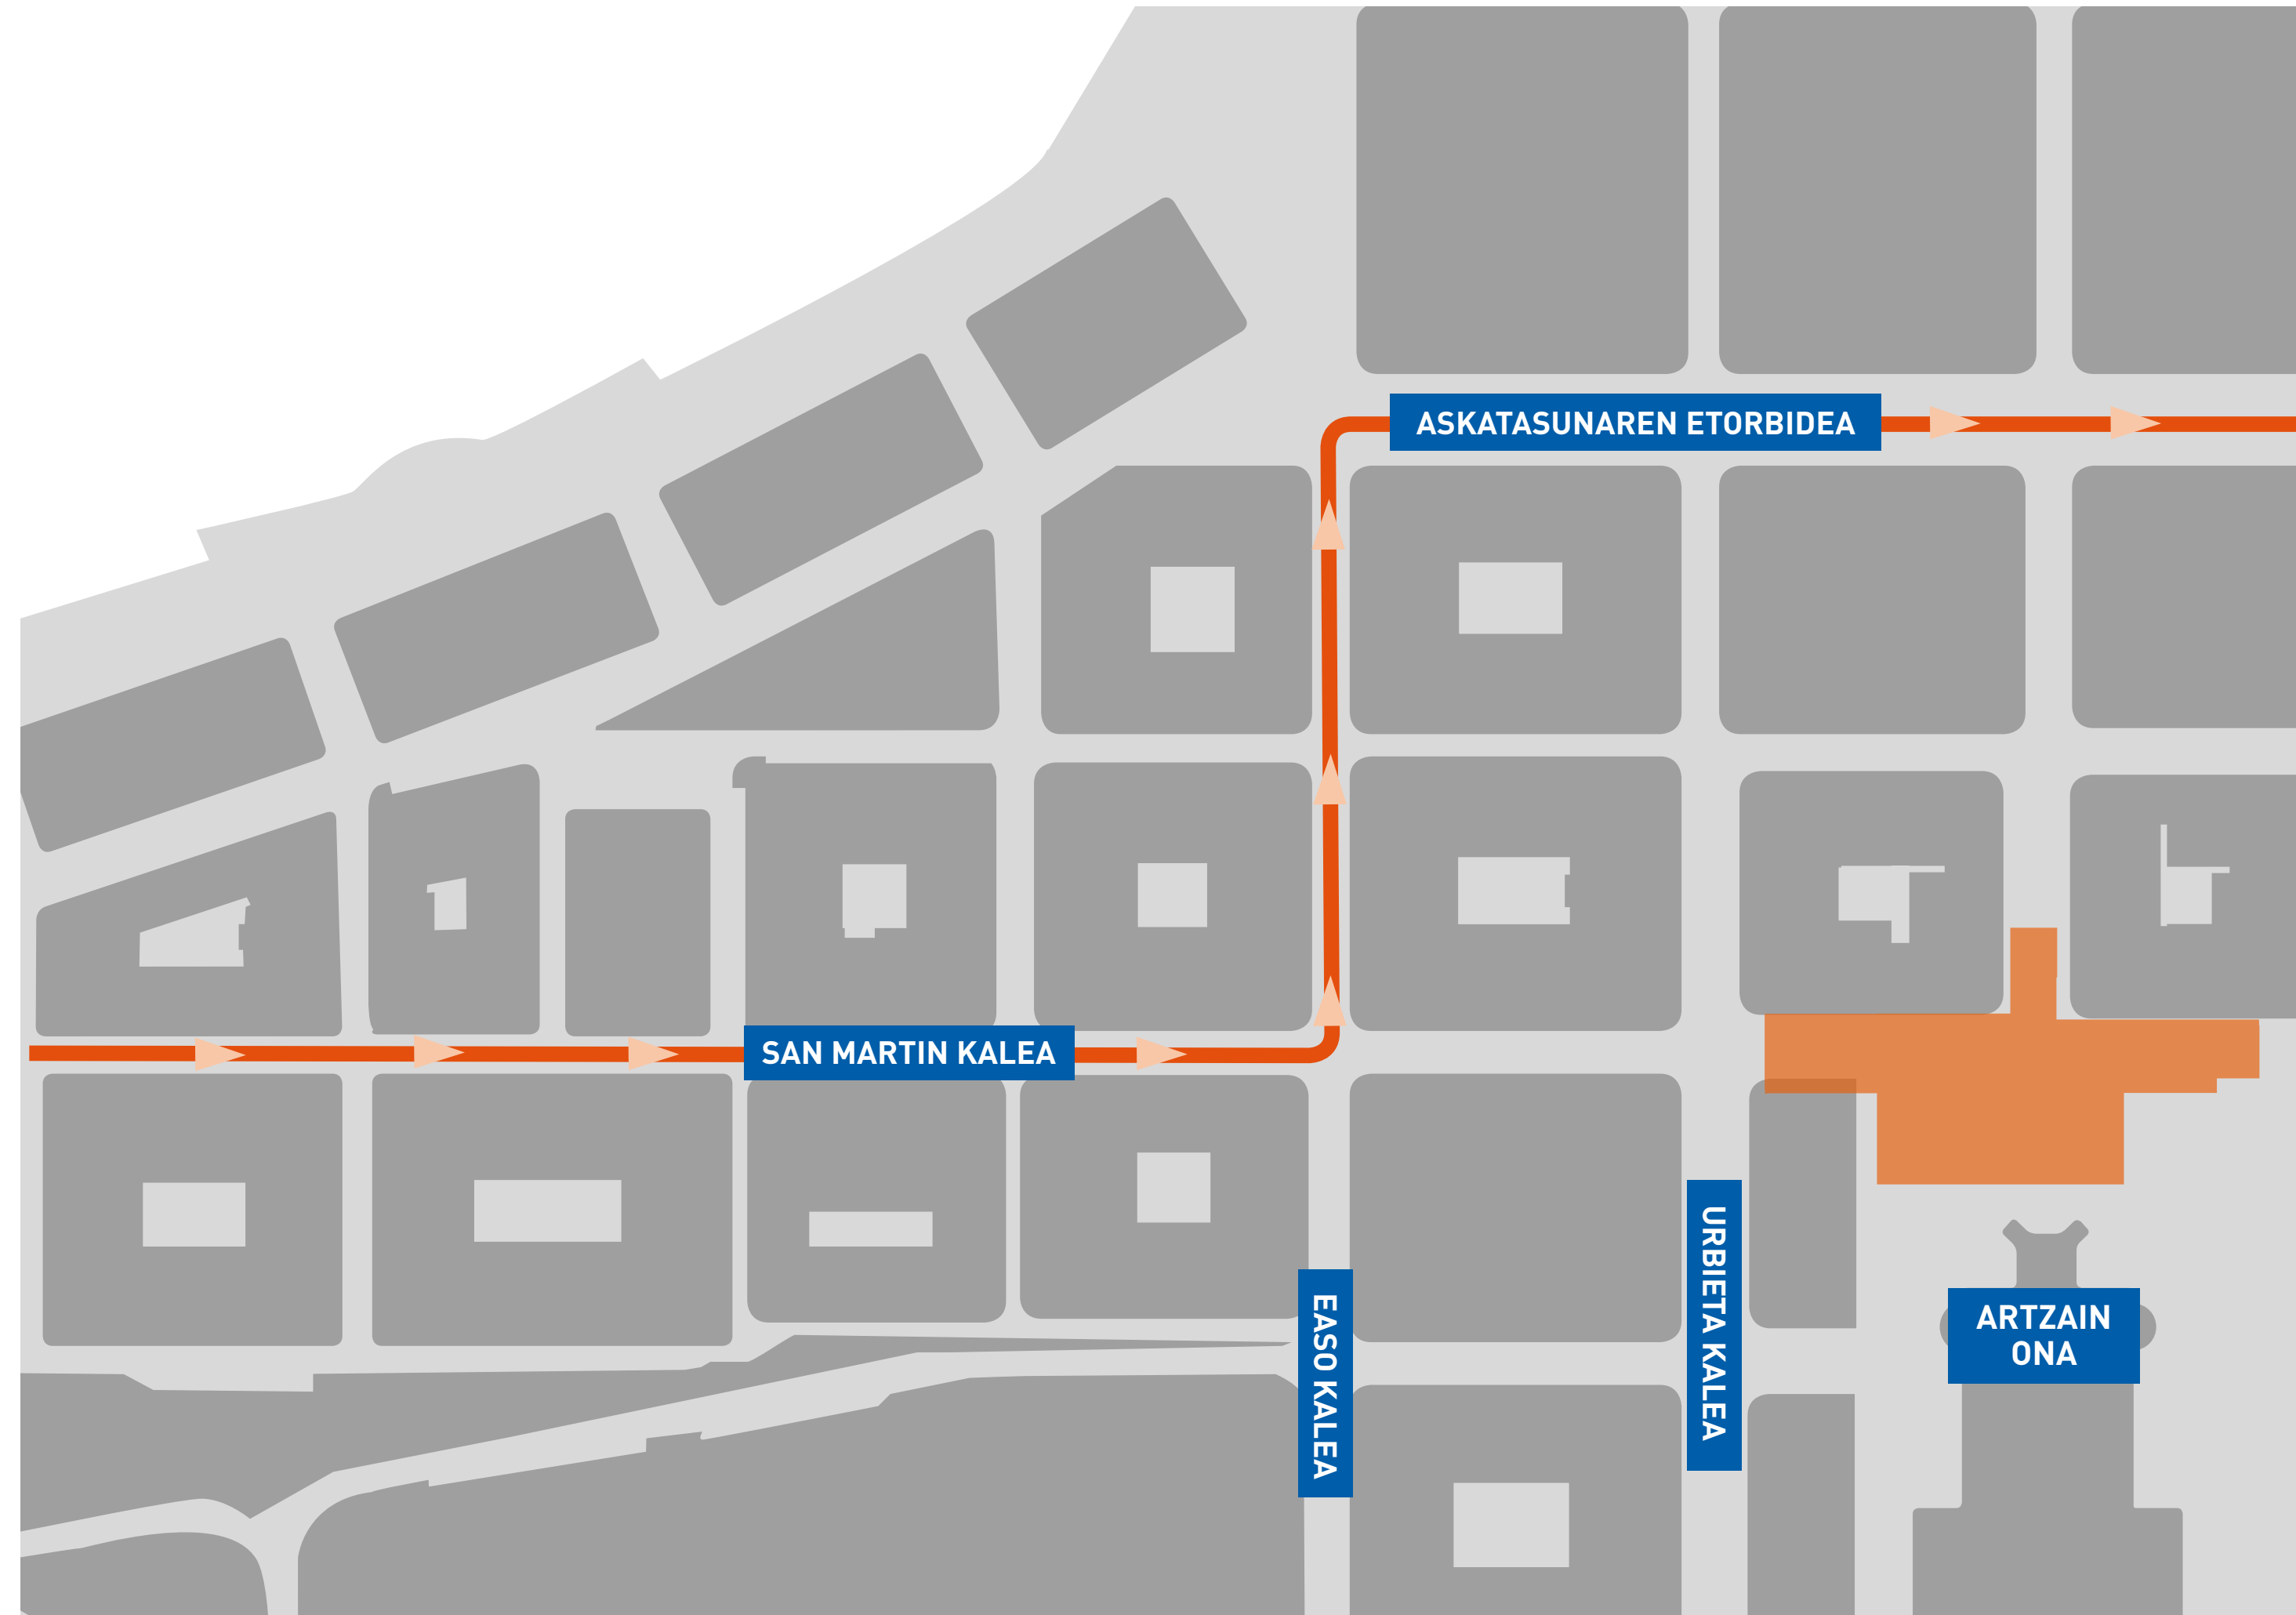 ASKATASUNAREN ETORBIDEA
SAN MARTIN KALEA
URBIETA KALEA
EASO KALEA
ARTZAIN
ONA